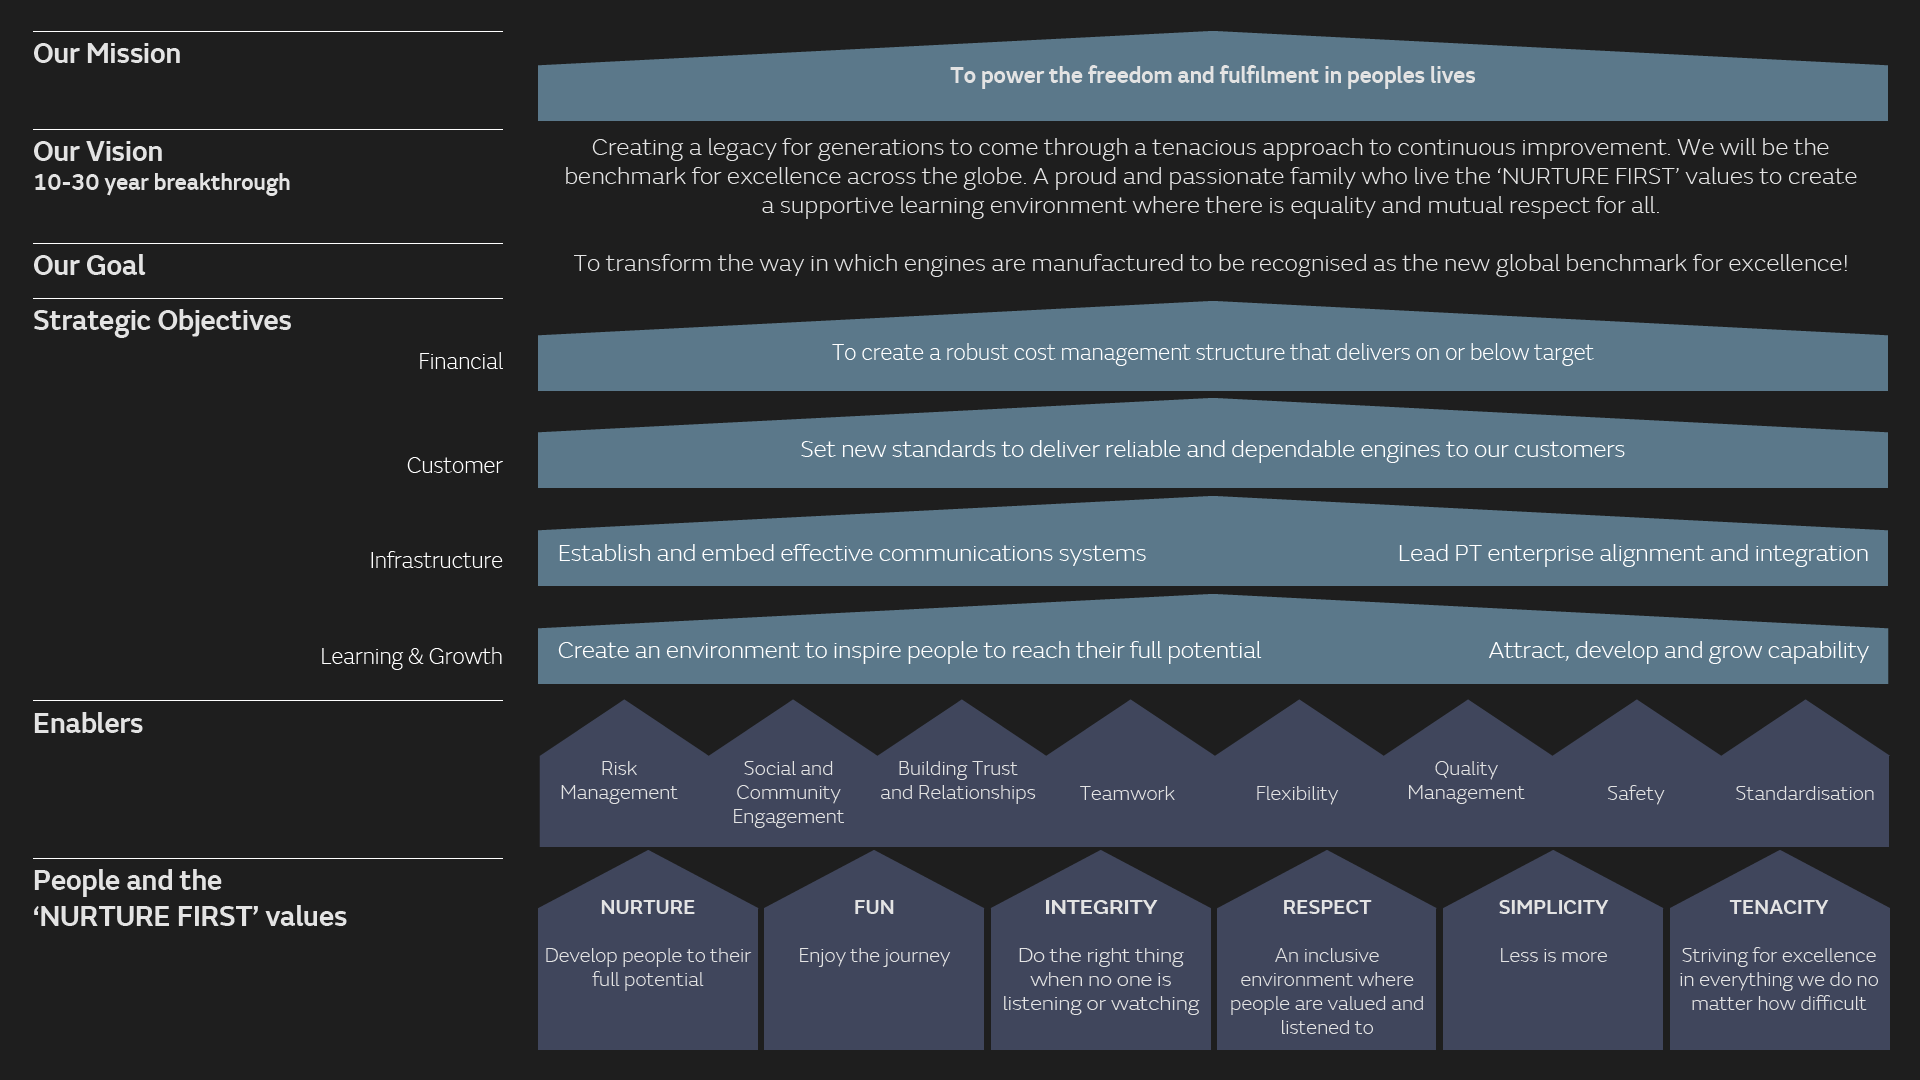 Our Mission
To power the freedom and fulfilment in peoples lives
Our Vision
10-30 year breakthrough
Creating a legacy for generations to come through a tenacious approach to continuous improvement. We will be the
benchmark for excellence across the globe. A proud and passionate family who live the ‘NURTURE FIRST’ values to create
a supportive learning environment where there is equality and mutual respect for all.
Our Goal
To transform the way in which engines are manufactured to be recognised as the new global benchmark for excellence!
Strategic Objectives
Financial
To create a robust cost management structure that delivers on or below target
Customer
Set new standards to deliver reliable and dependable engines to our customers
Infrastructure
Establish and embed effective communications systems
Lead PT enterprise alignment and integration
Learning & Growth
Create an environment to inspire people to reach their full potential
Attract, develop and grow capability
Enablers
Risk
Management
Social and
Community
Engagement
Building Trust
and Relationships
Teamwork
Flexibility
Quality
Management
Safety
Standardisation
People and the
‘NURTURE FIRST’ values
NURTURE
Develop people to their
full potential
FUN
Enjoy the journey
INTEGRITY
Do the right thing
when no one is
listening or watching
RESPECT
An inclusive
environment where
people are valued and
listened to
SIMPLICITY
Less is more
TENACITY
Striving for excellence
in everything we do no
matter how difficult